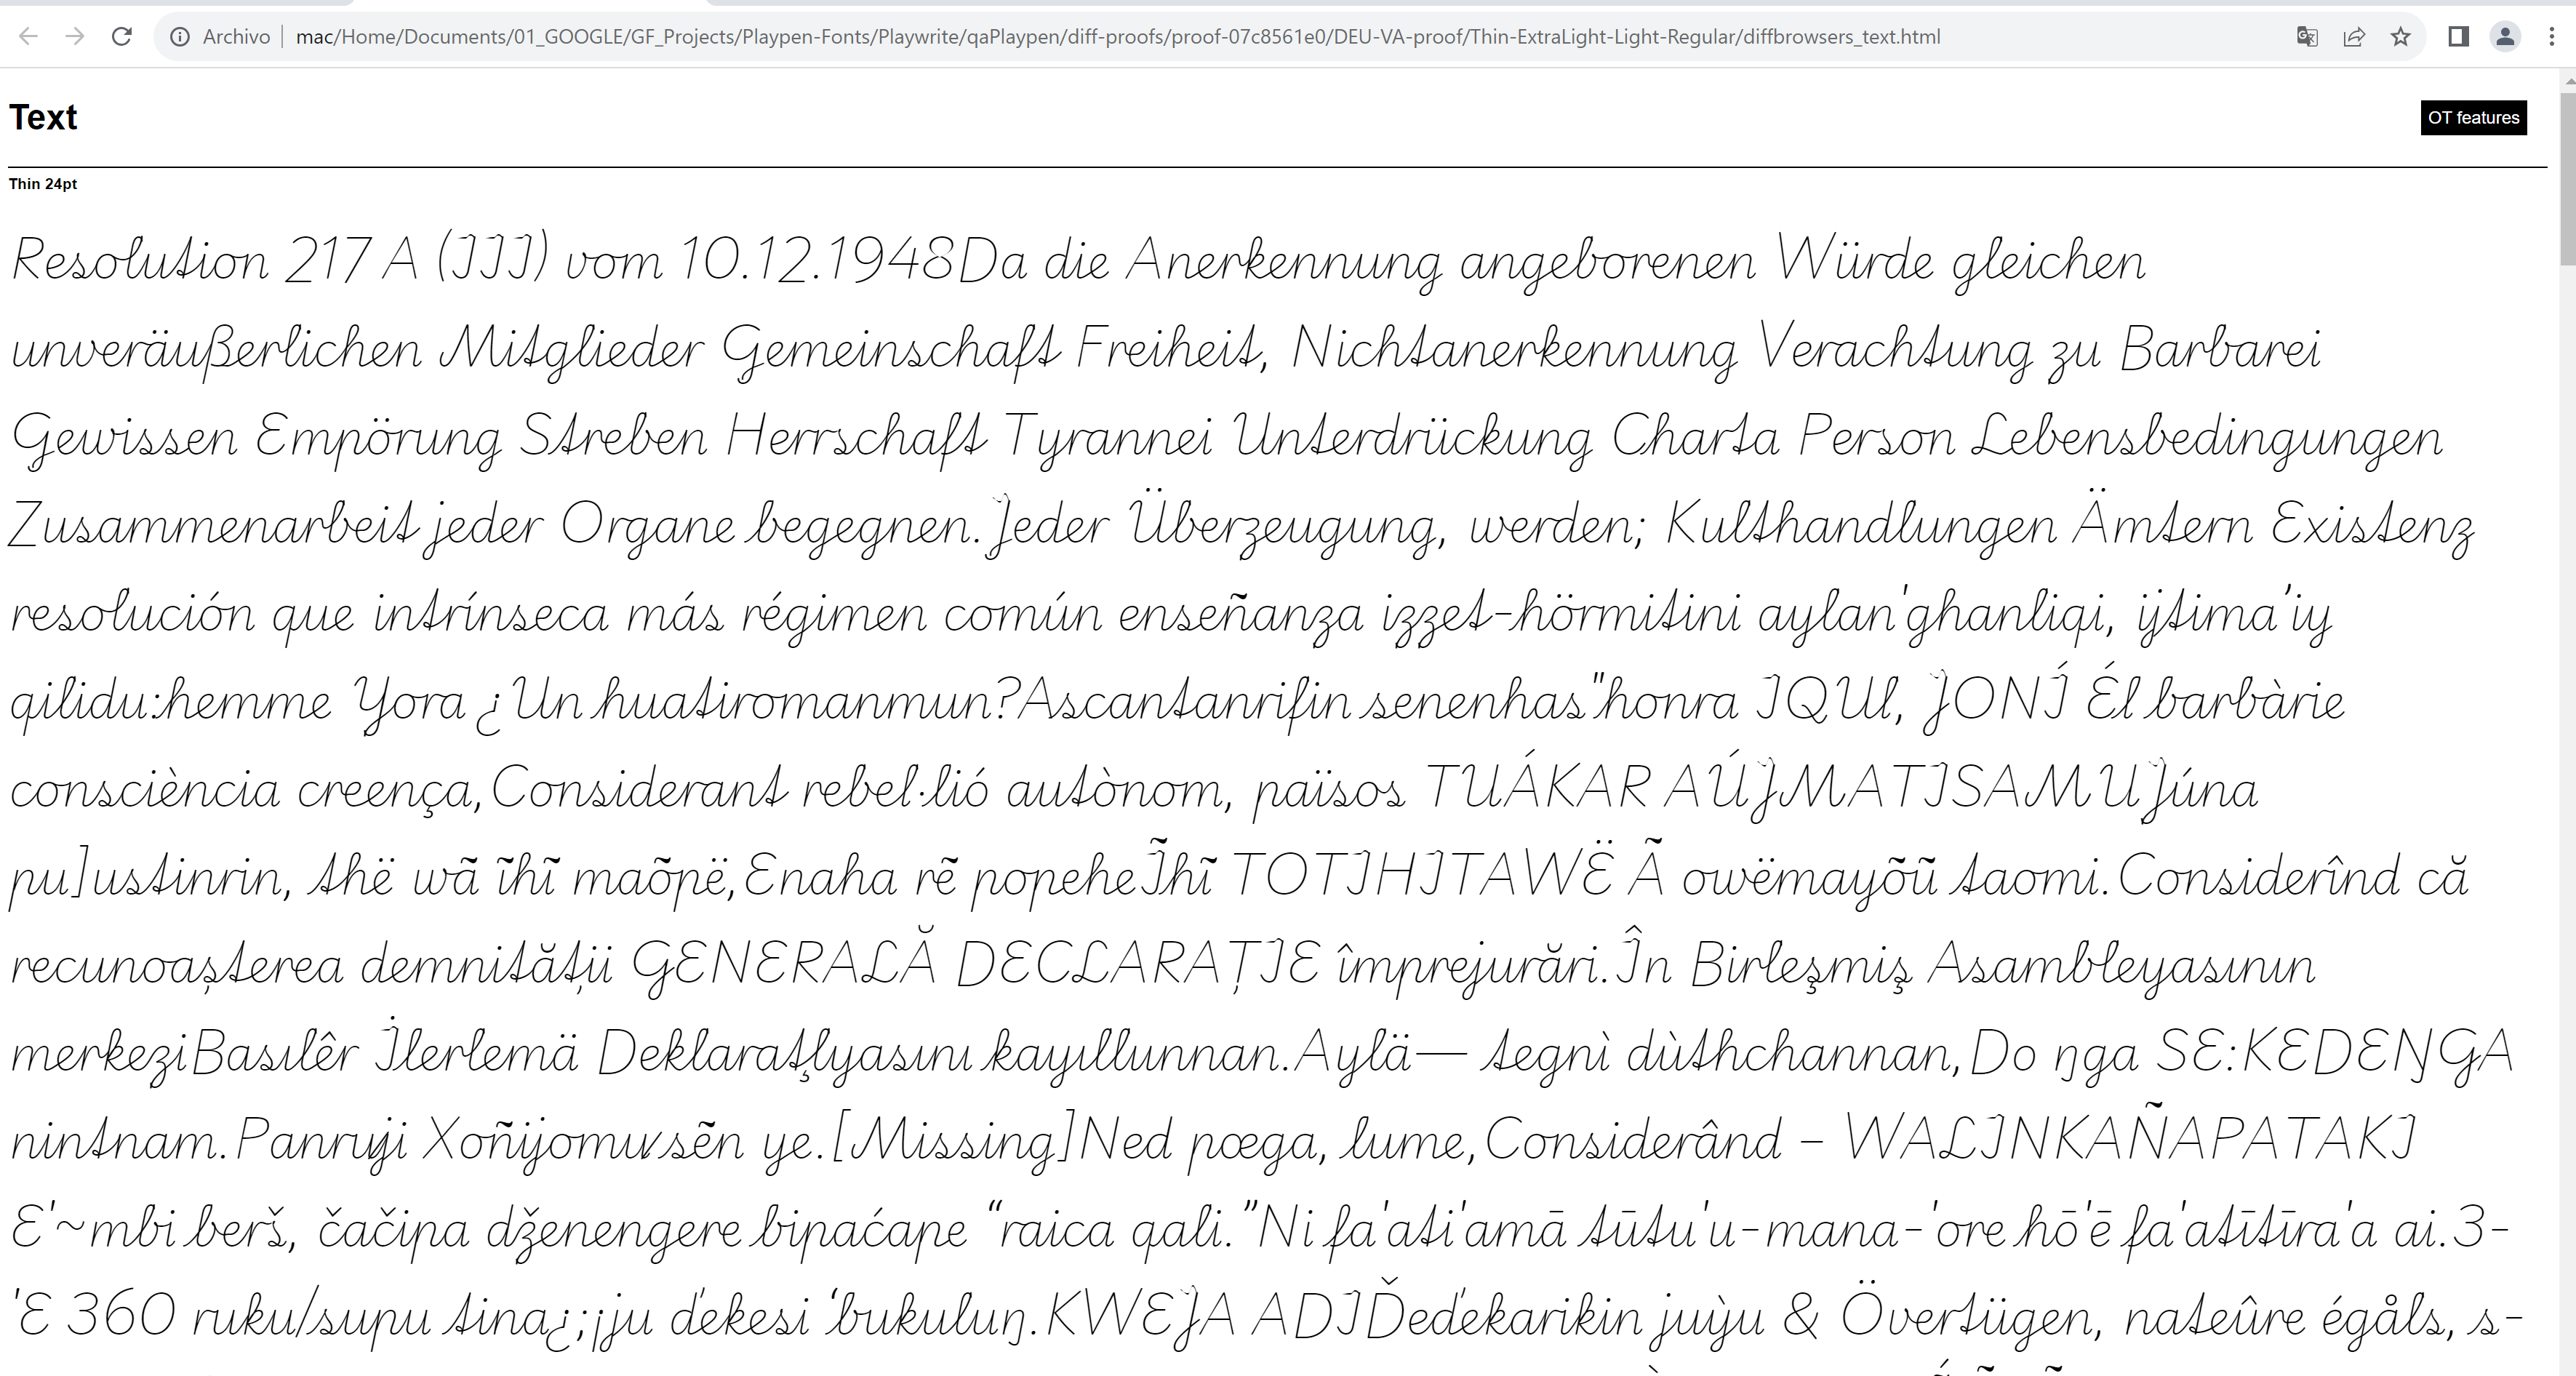 Archivo | mac/Home/Documents/01_GOOGLE/GF_Projects/Playpen-Fonts/Playwrite/qaPlaypen/diff-proofs/proof-07c8561e0/DEU-VA-proof/Thin-ExtraLight-Light-Regular/diffbrowsers_text.html
Text
OT features
Thin 24pt
Resolution 217 A (III) vom 10.12.1948Da die Anerkennung angeborenen Würde gleichen
unveräußerlichen Mitglieder Gemeinschaft Freiheit, Nichtanerkennung Verachtung zu Barbarei
Gewissen Empörung Streben Herrschaft Tyrannei Unterdrückung Charta Person Lebensbedingungen
Zusammenarbeit jeder Organe begegnen.Jeder Überzeugung, werden; Kulthandlungen Ämtern Existenz
resolución que intrínseca más régimen común enseñanza izzet-hörmitini aylan'ghanliqi, ijtima’iy
qilidu:hemme Yora ¿Un huatiromanmun?Ascantanrifin senenhas"honra IQUI, JONÍ Él barbàrie
consciència creença,Considerant rebel·lió autònom, països TUÁKAR AÚJMATISAMU Júna
pu]ustinrin, thë wã ĩhĩ maõpë,Enaha rẽ popeheĨhĩ TOTIHITAWË Ã owëmayõũ taomi.Considerînd că
recunoașterea demnității GENERALĂ DECLARAȚIE împrejurări.În Birleşmiş Asambleyasının
merkeziBasılêr İlerlemä Deklaraţlyasını kayıllunnan.Aylä— tegnì dùthchannan,Do ŋga SE:KEDEŊGA
nintnam.Panruji Xoñijomuvsẽn ye.[Missing]Ned pœga, lume,Considerând – WALINKAÑAPATAKI
E'~mbi berš, čačipa dženengere bipaćape “raica qali.”Ni fa'ati'amā tūtu'u-mana-'ore hō'ē fa'atītīra'a ai.3-
'E 360 ruku/supu tina¿;¡ju ďekesi ‘bukuluŋ.KWEJA ADIĎeďekarikin juỳu & Övertügen, nateûre égåls, s-